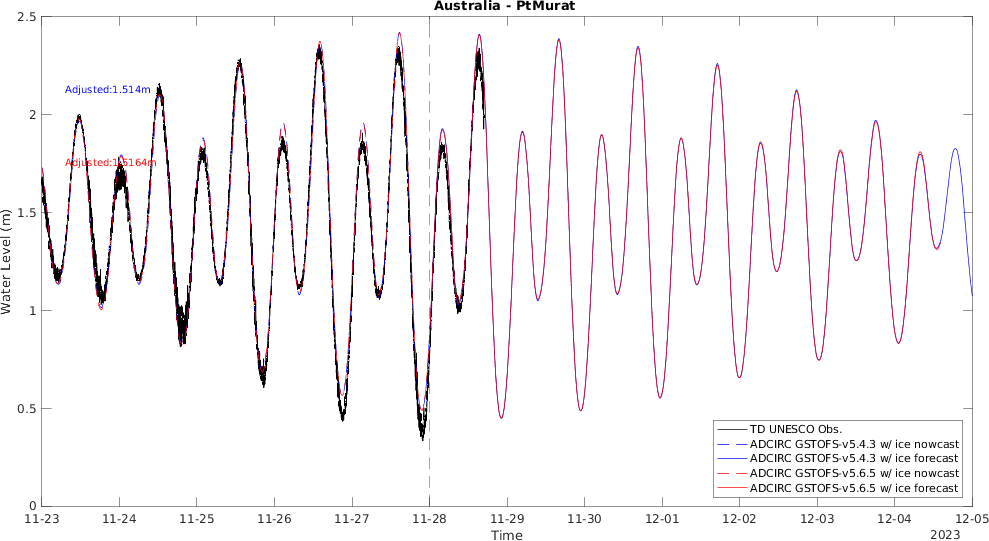 Australia - PtMurat
2.5
2
1.5
1
0.5
0
Water Level (m)
Adjusted:1.514m
Adjusted:1.5164m
TD UNESCO Obs.
ADCIRC GSTOFS-v5.4.3 w/ ice nowcast
ADCIRC GSTOFS-v5.4.3 w/ ice forecast
ADCIRC GSTOFS-v5.6.5 w/ ice nowcast
ADCIRC GSTOFS-v5.6.5 w/ ice forecast
11-23 11-24 11-25 11-26 11-27 11-28 11-29 11-30 12-01 12-02 12-03 12-04 12-05
Time
2023